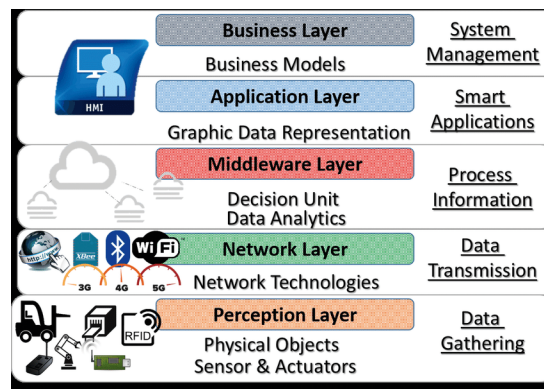 Business Layer
Business Models
System
Management
HMI
Application Layer
Graphic Data Representation
Smart
Applications
Middleware Layer
Decision Unit
Data Analytics
Process
Information
http://
XBee
WiFi
3G
4G
5G
Network Layer
Network Technologies
Data
Transmission
RFID
Perception Layer
Physical Objects
Sensor & Actuators
Data
Gathering